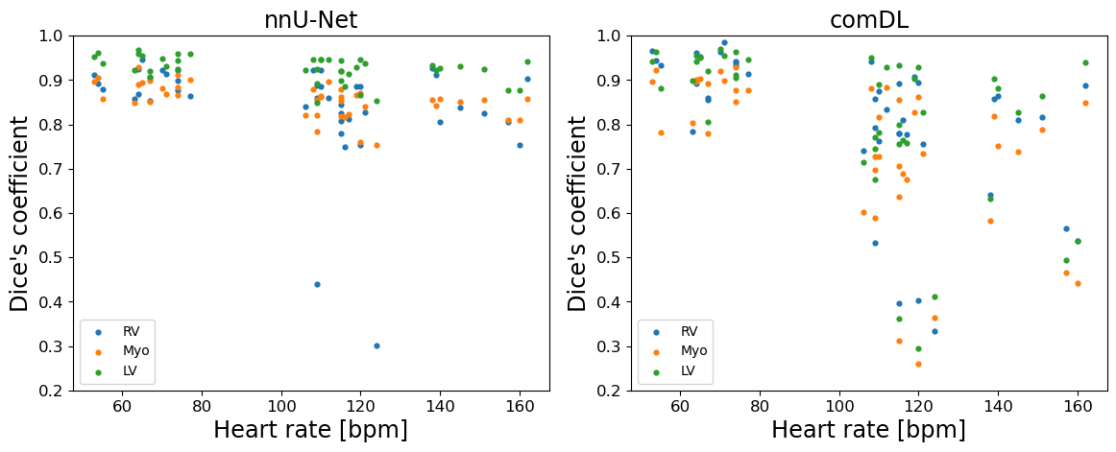 nnU-Net
Dice's coefficient
1.0
0.9
0.8
0.7
0.6
0.5
0.4
0.3
0.2
RV
Myo
LV
60 80 100 120 140 160
Heart rate [bpm]
comDL
Dice's coefficient
1.0
0.9
0.8
0.7
0.6
0.5
0.4
0.3
0.2
RV
Myo
LV
60 80 100 120 140 160
Heart rate [bpm]